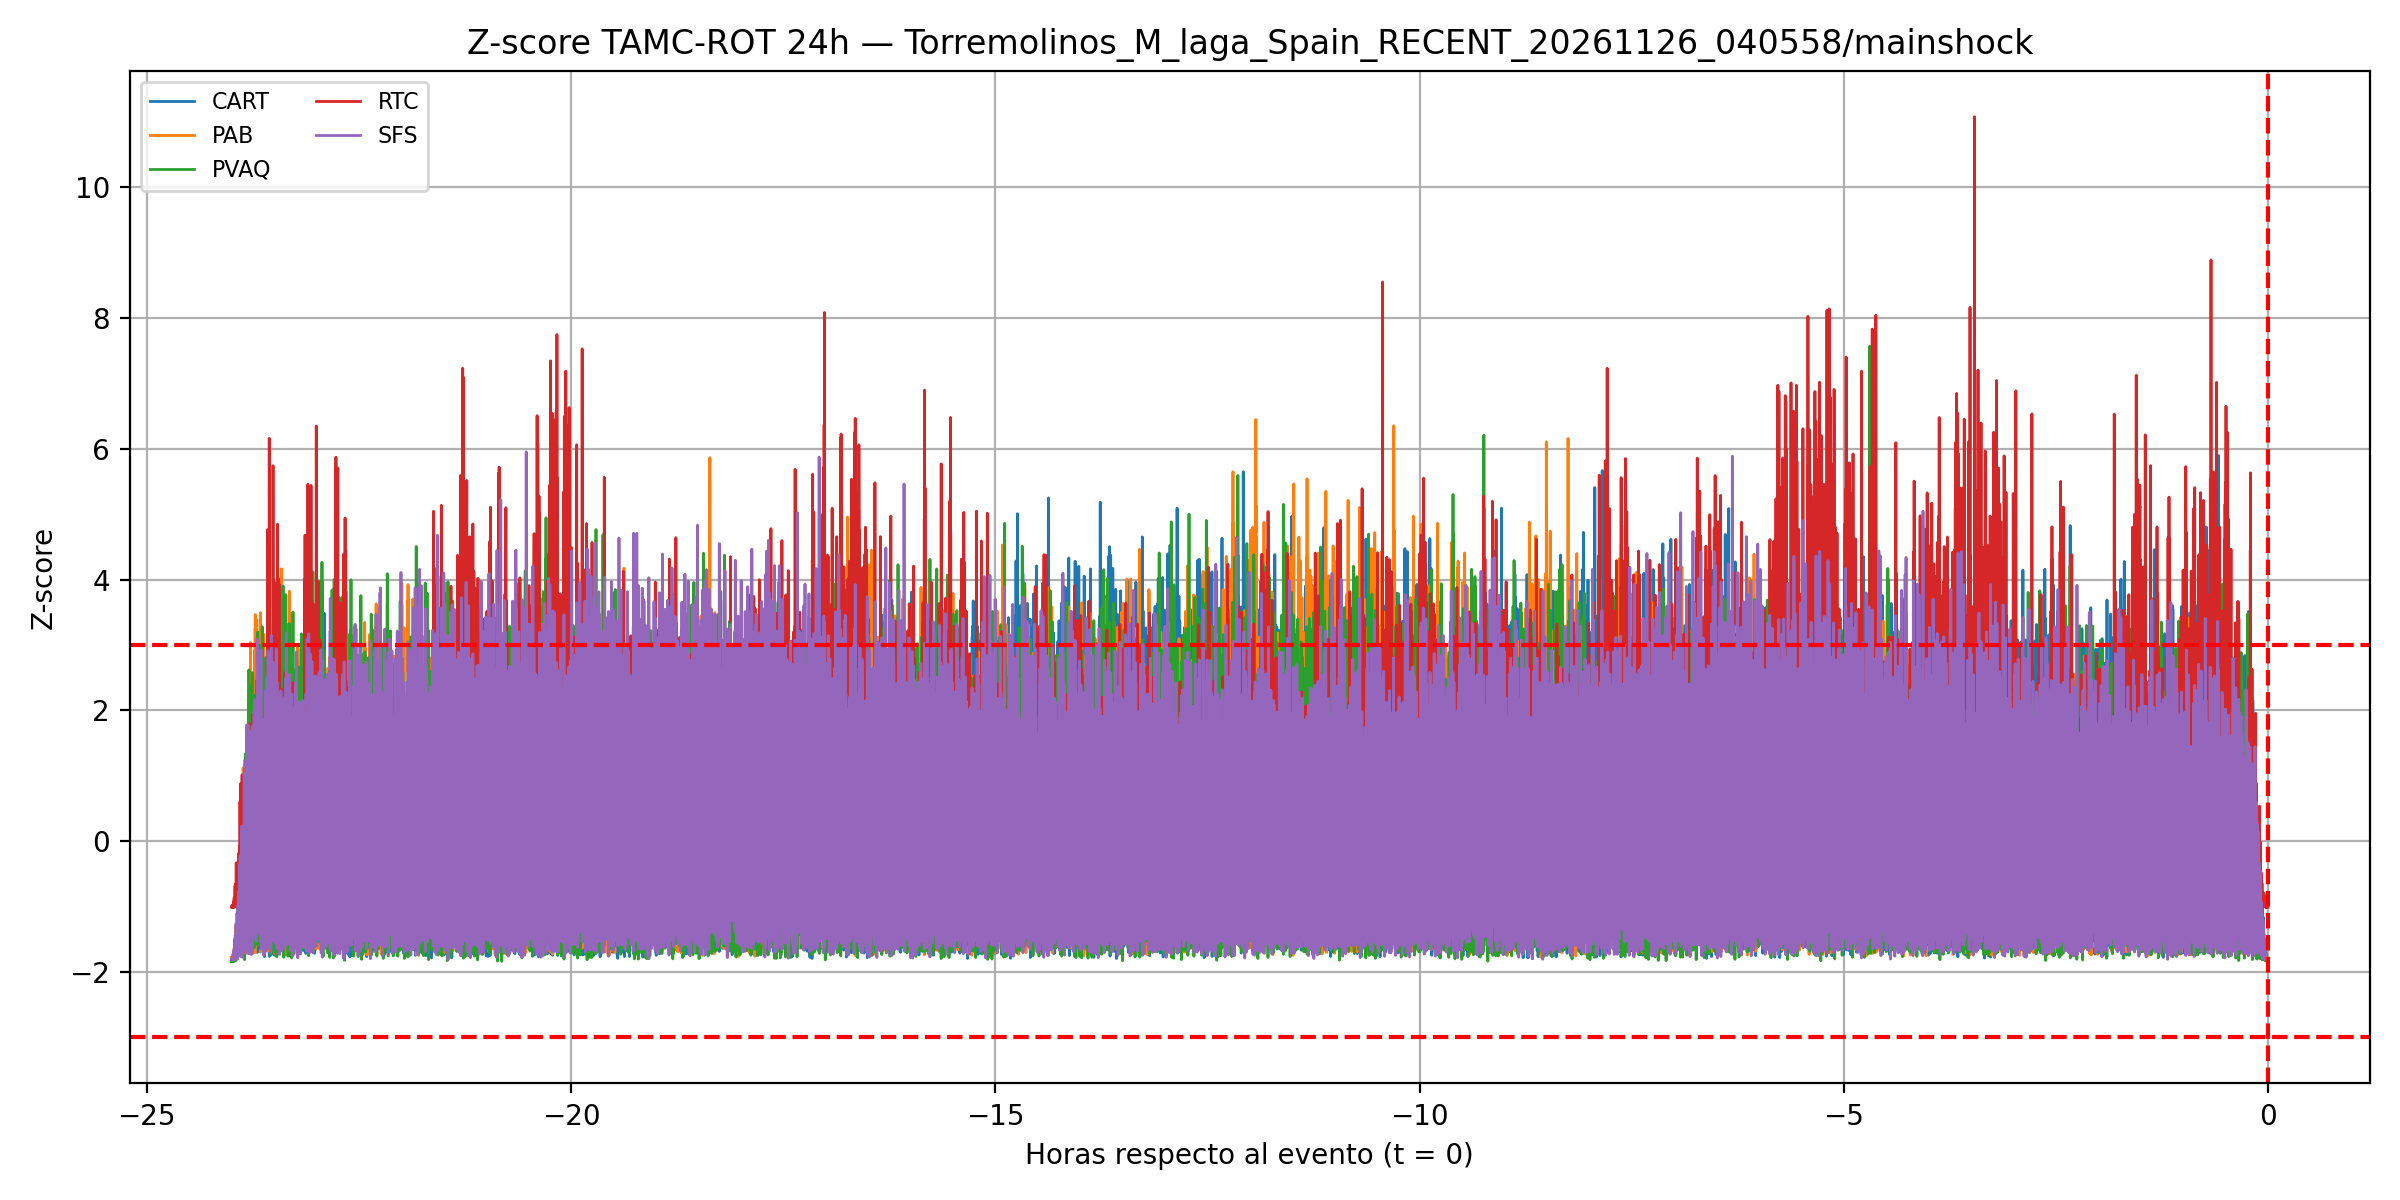 Z-score TAMC-ROT 24h — Torremolinos_M_laga_Spain_RECENT_20261126_040558/mainshock
CART
PAB
PVAQ
RTC
SFS
Z-score
10
8
6
4
2
0
−2
−25
−20
−15
−10
−5
0
Horas respecto al evento (t = 0)